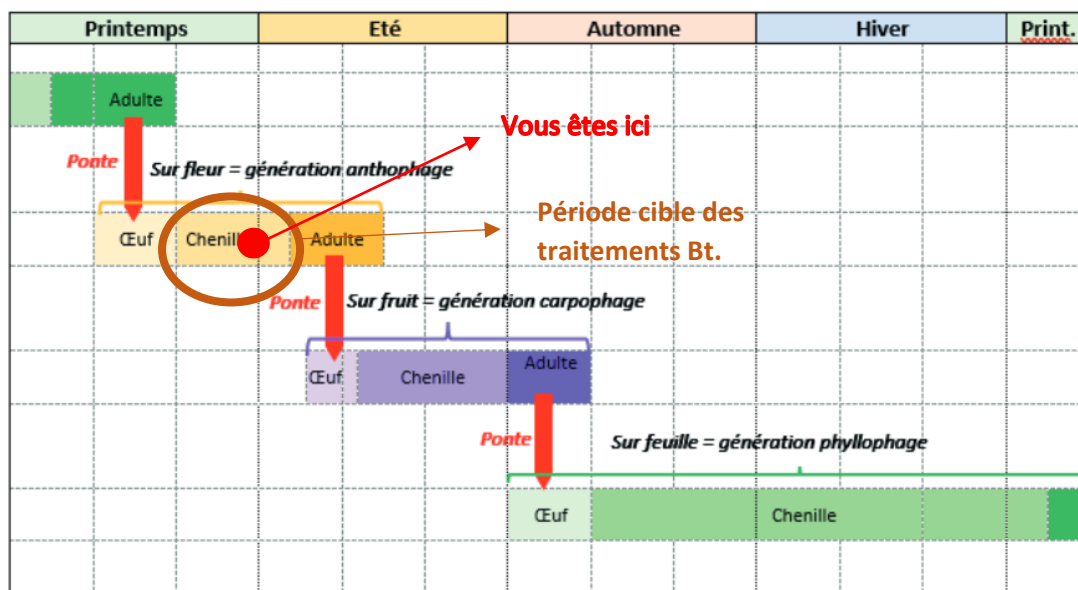 Printemps Eté Automne Hiver Print.
Adulte
Vous êtes ici
Ponte
Sur fleur = génération anthophage
Œuf Chenill Adulte
Période cible des
traitements Bt.
Ponte
Sur fruit = génération carpophage
Œuf Chenille Adulte
Ponte
Sur feuille = génération phyllophage
Œuf Chenille